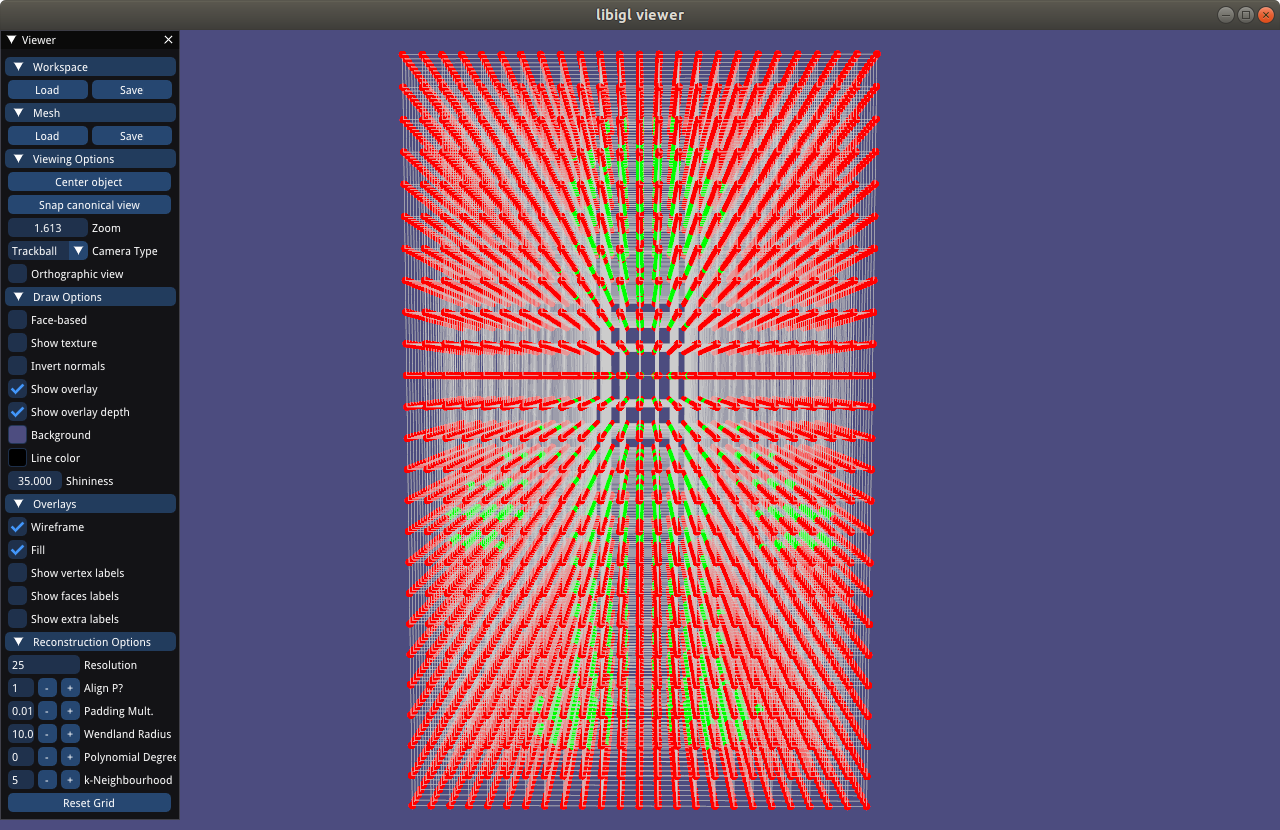 libigl viewer
Viewer
Workspace
Load Save
Mesh
Load Save
Viewing Options
Center object
Snap canonical view
1.613 Zoom
Trackball Camera Type
Orthographic view
Draw Options
Face-based
Show texture
Invert normals
Show overlay
Show overlay depth
Background
Line color
35.000 Shininess
Overlays
Wireframe
Fill
Show vertex labels
Show faces labels
Show extra labels
Reconstruction Options
25 Resolution
1 - + Align P?
0.01 - + Padding Mult.
10.0 - + Wendland Radius
0 - + Polynomial Degree
5 - + k-Neighbourhood
Reset Grid